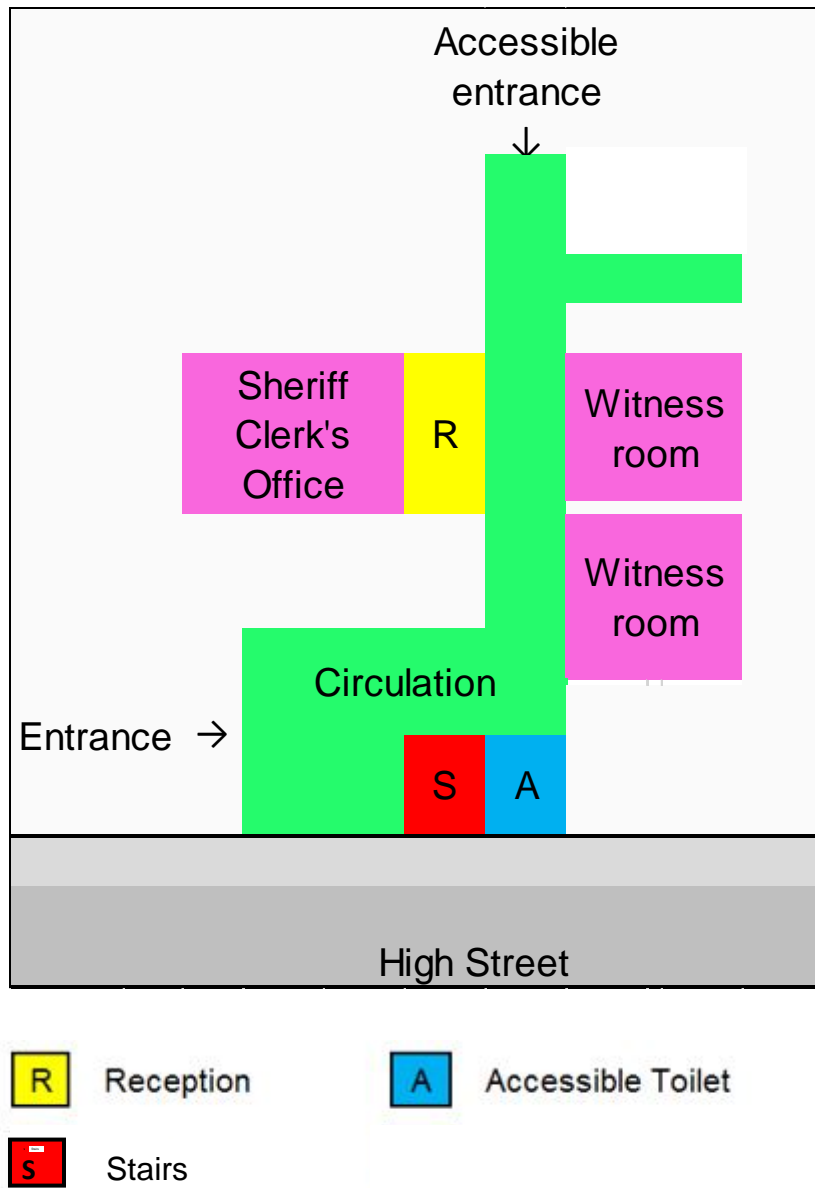 Accessible
entrance
↓
Sheriff
Clerk's
Office
R
Witness
room
Witness
room
Circulation
Entrance →
S
A
High Street
R Reception
A Accessible Toilet
S Stairs